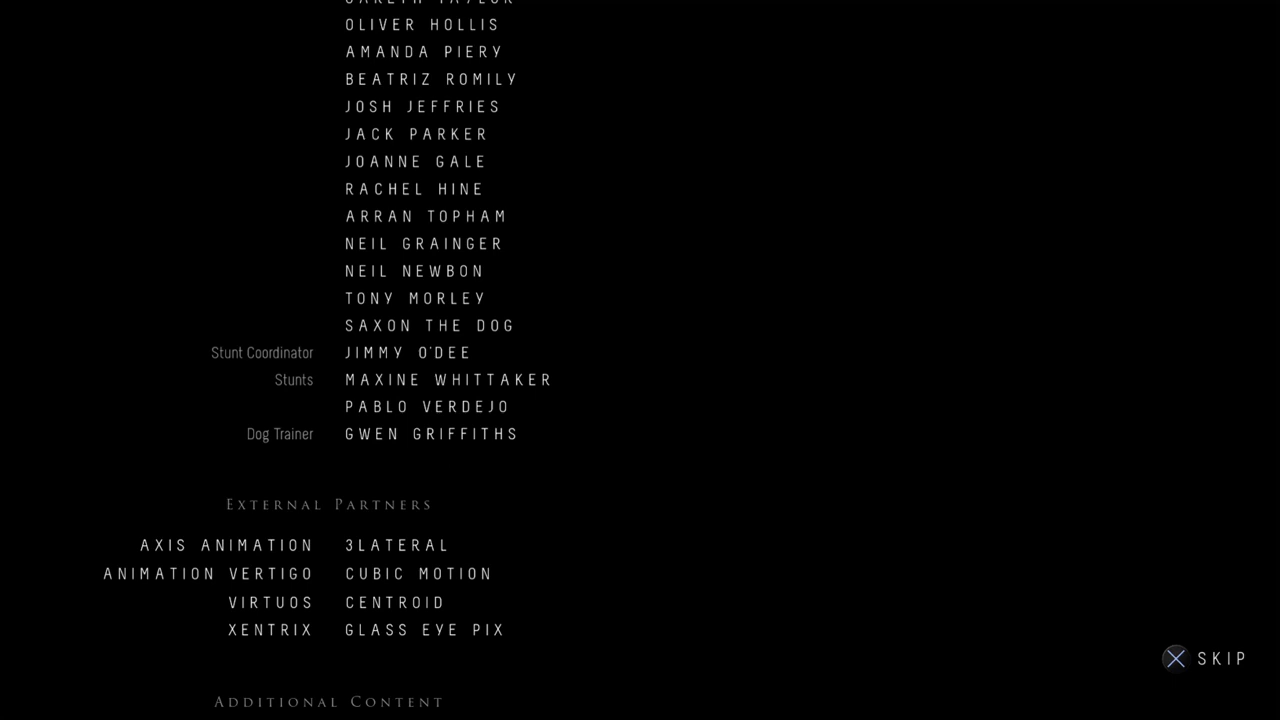 OLIVER HOLLIS
AMANDA PIERY
BEATRIZ ROMILY
JOSH JEFFRIES
JACK PARKER
JOANNE GALE
RACHEL HINE
ARRAN TOPHAM
NEIL GRAINGER
NEIL NEWBON
TONY MORLEY
SAXON THE DOG
Stunt Coordinator JIMMY O'DEE
Stunts MAXINE WHITTAKER
PABLO VERDEJO
Dog Trainer GWEN GRIFFITHS
EXTERNAL PARTNERS
AXIS ANIMATION 3LATERAL
ANIMATION VERTIGO CUBIC MOTION
VIRTUOS CENTROID
XENTRIX GLASS EYE PIX
SKIP
ADDITIONAL CONTENT